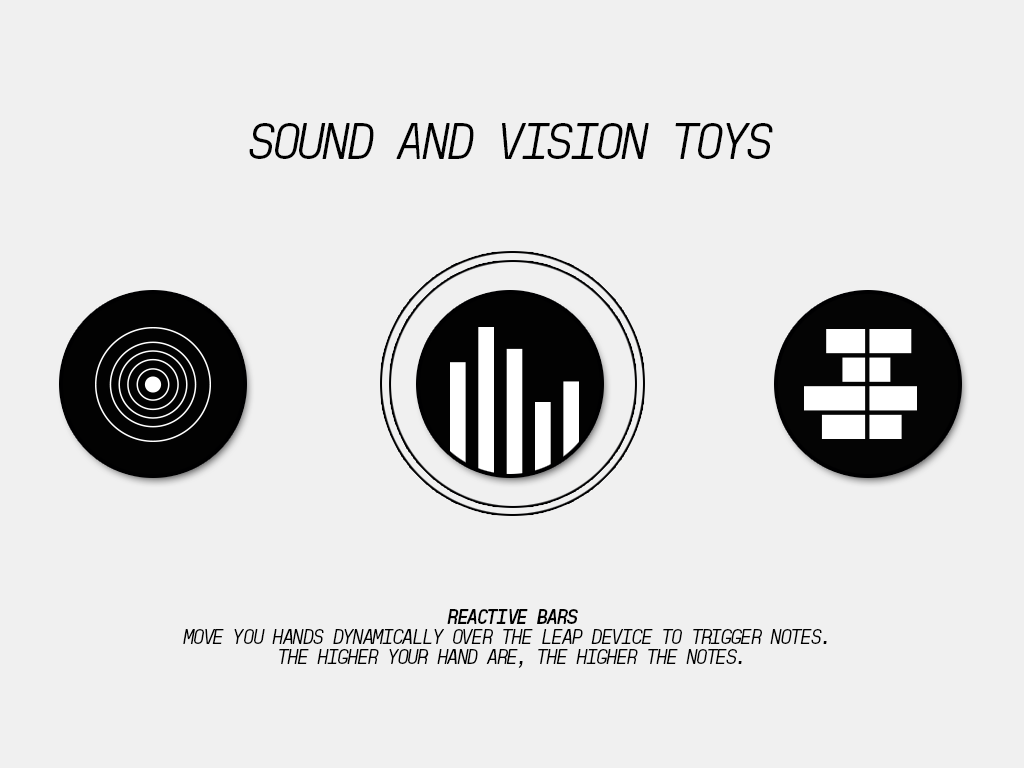 SOUND AND VISION TOYS
REACTIVE BARS
MOVE YOU HANDS DYNAMICALLY OVER THE LEAP DEVICE TO TRIGGER NOTES.
THE HIGHER YOUR HAND ARE, THE HIGHER THE NOTES.